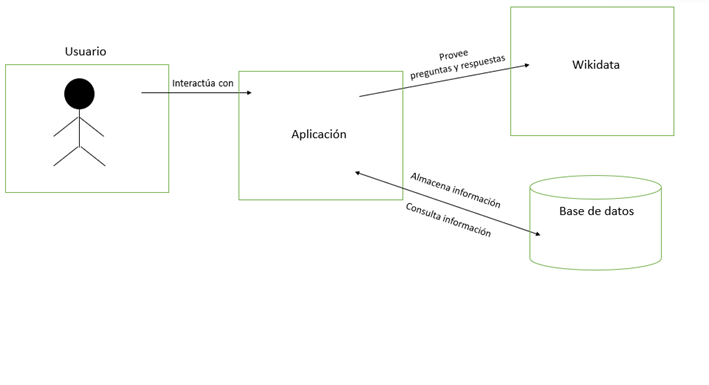 Usuario
Interactúa con
Aplicación
Provee
preguntas y respuestas
Wikidata
Almacena información
Consulta información
Base de datos